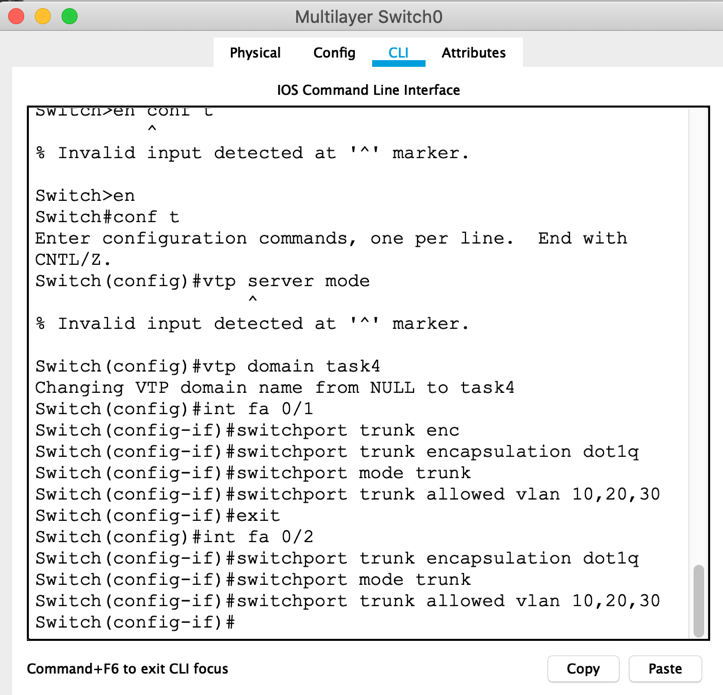 Multilayer Switch0
Physical Config CLI Attributes
IOS Command Line Interface
Switch>en conf t
^
% Invalid input detected at '^' marker.
Switch>en
Switch#conf t
Enter configuration commands, one per line. End with
CNTL/Z.
Switch(config)#vtp server mode
^
% Invalid input detected at '^' marker.
Switch(config)#vtp domain task4
Changing VTP domain name from NULL to task4
Switch(config)#int fa 0/1
Switch(config-if)#switchport trunk enc
Switch(config-if)#switchport trunk encapsulation dot1q
Switch(config-if)#switchport mode trunk
Switch(config-if)#switchport trunk allowed vlan 10,20,30
Switch(config-if)#exit
Switch(config)#int fa 0/2
Switch(config-if)#switchport trunk encapsulation dot1q
Switch(config-if)#switchport mode trunk
Switch(config-if)#switchport trunk allowed vlan 10,20,30
Switch(config-if)#
Command+F6 to exit CLI focus
Copy Paste